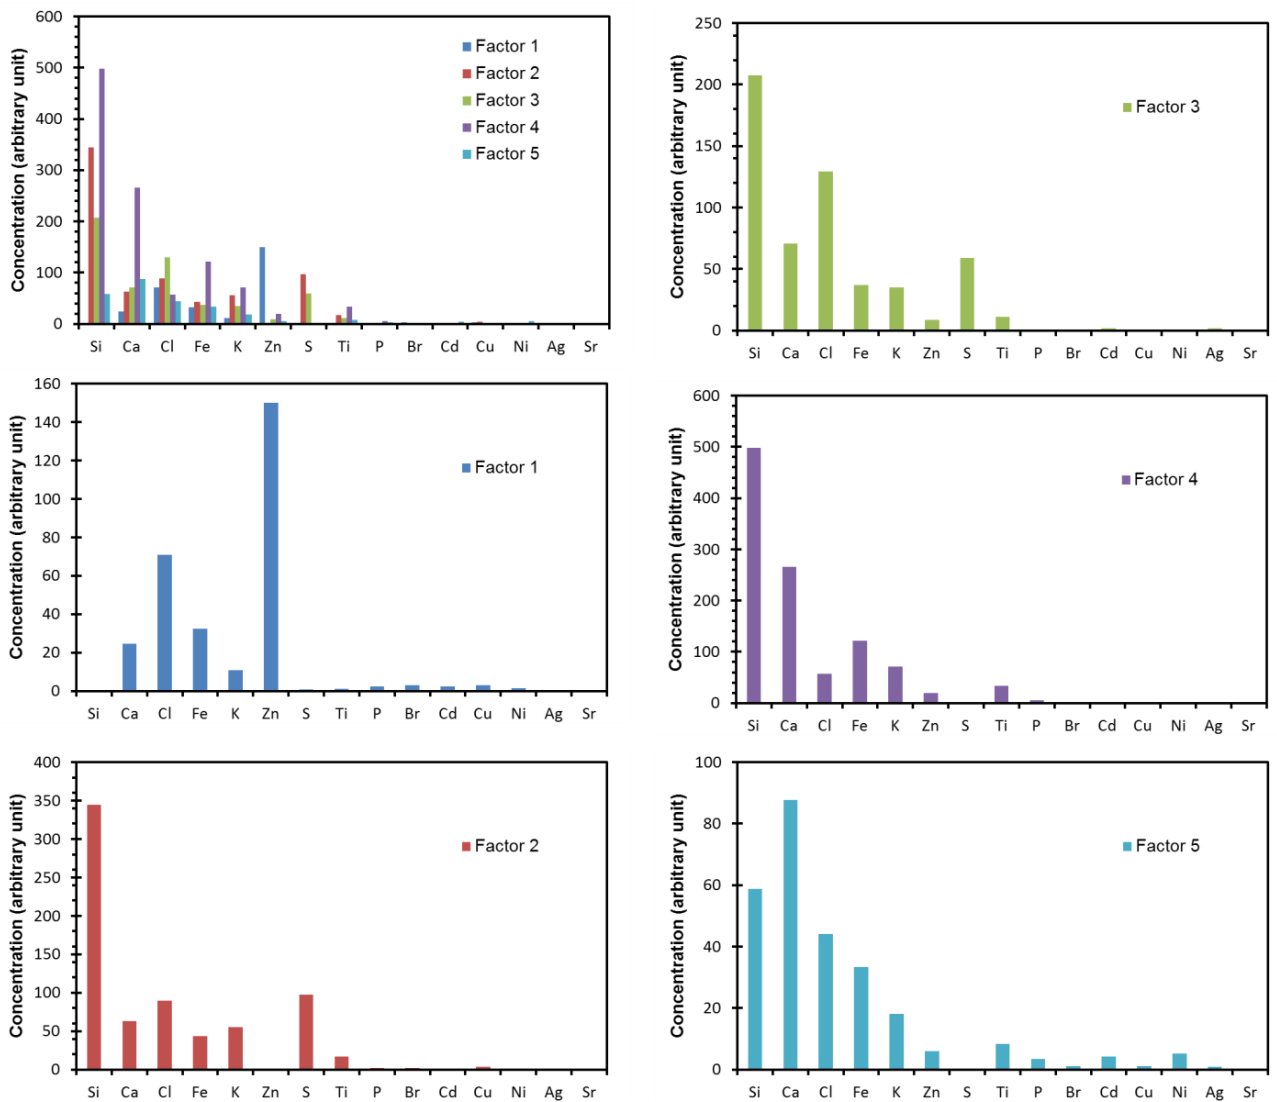 Concentration (arbitrary unit)
600
500
400
300
200
100
0
Factor 1
Factor 2
Factor 3
Factor 4
Factor 5
Si Ca Cl Fe K Zn S Ti P Br Cd Cu Ni Ag Sr
Concentration (arbitrary unit)
250
200
150
100
50
0
Factor 3
Si Ca Cl Fe K Zn S Ti P Br Cd Cu Ni Ag Sr
Concentration (arbitrary unit)
160
140
120
100
80
60
40
20
0
Factor 1
Si Ca Cl Fe K Zn S Ti P Br Cd Cu Ni Ag Sr
Concentration (arbitrary unit)
600
500
400
300
200
100
0
Factor 4
Si Ca Cl Fe K Zn S Ti P Br Cd Cu Ni Ag Sr
Concentration (arbitrary unit)
400
350
300
250
200
150
100
50
0
Factor 2
Si Ca Cl Fe K Zn S Ti P Br Cd Cu Ni Ag Sr
Concentration (arbitrary unit)
100
80
60
40
20
0
Factor 5
Si Ca Cl Fe K Zn S Ti P Br Cd Cu Ni Ag Sr